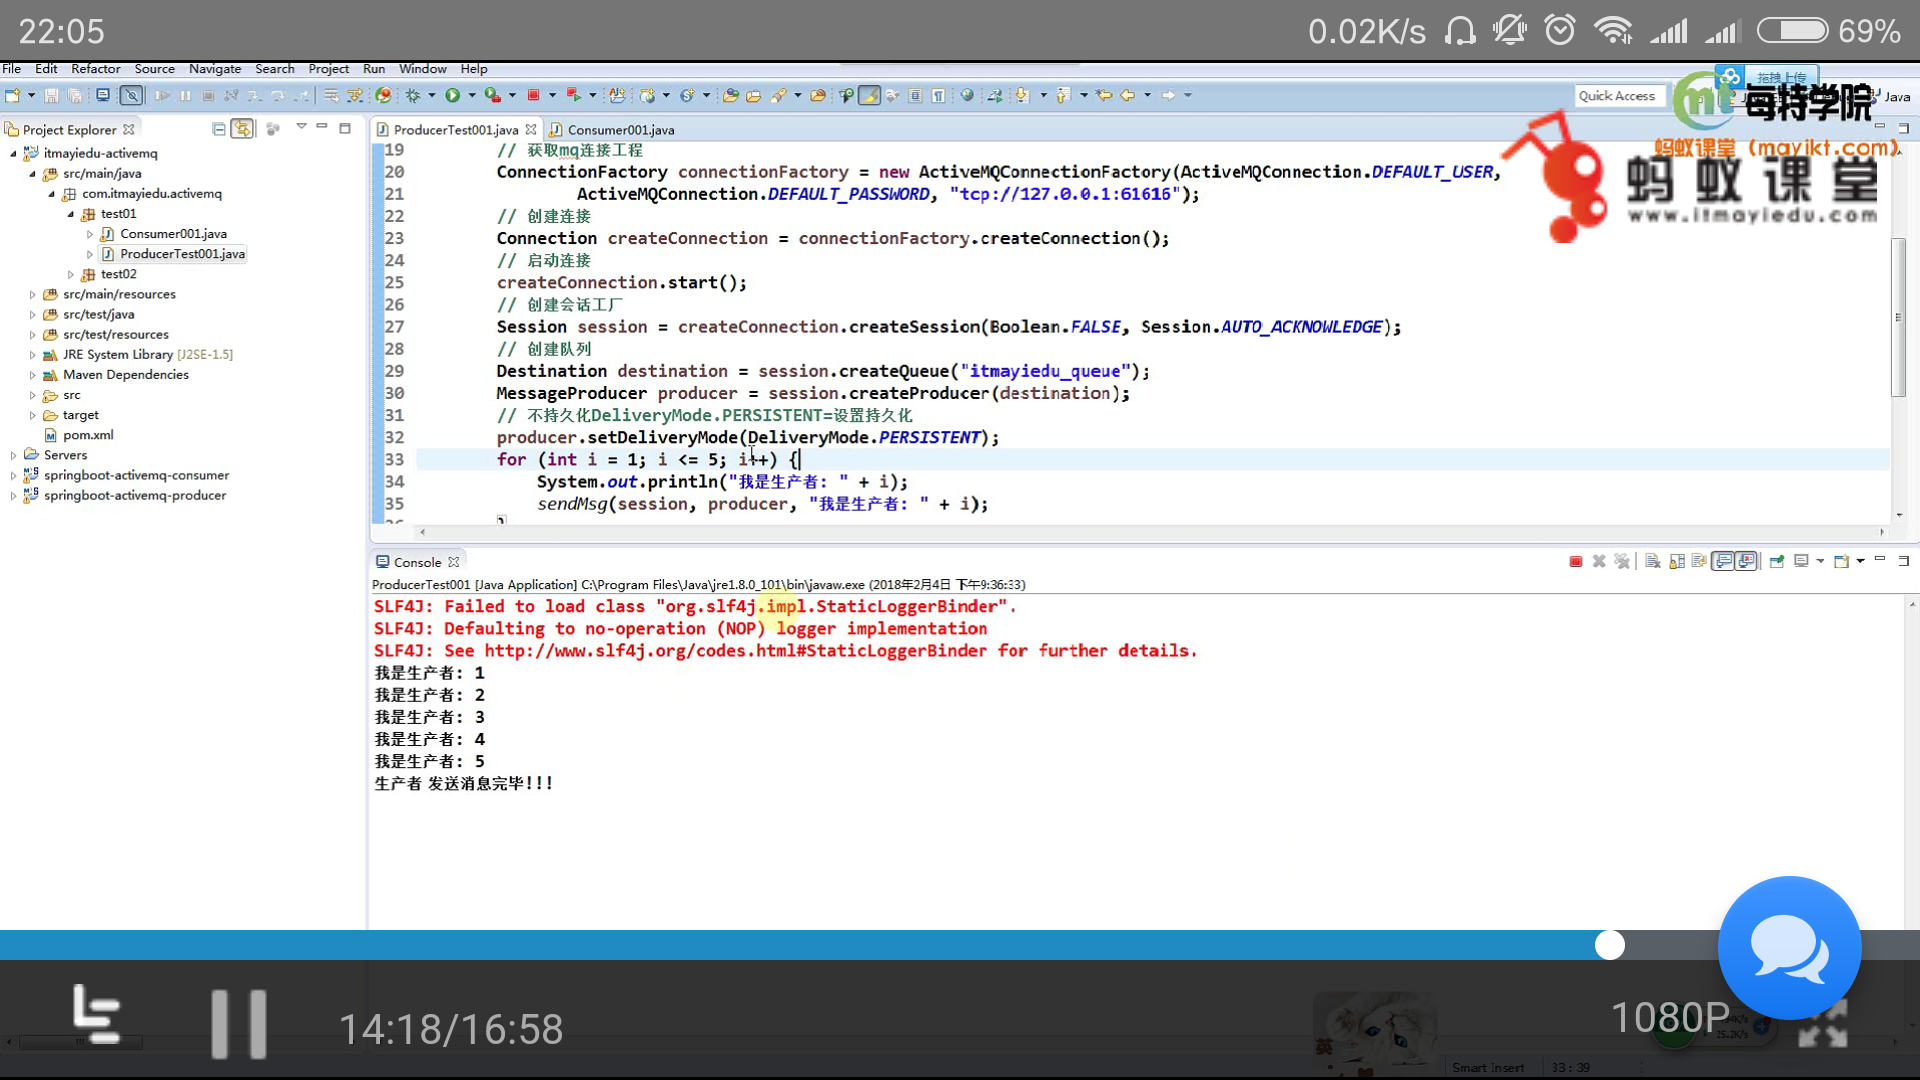 22:05
0.02K/s 69%
File Edit Refactor Source Navigate Search Project Run Window Help
拖拽上传
Quick Access
每特学院
Java
蚂蚁课堂（mayikt.com）
蚂蚁课堂
www.itmayiedu.com
Project Explorer
itmayiedu-activemq
src/main/java
com.itmayiedu.activemq
test01
Consumer001.java
ProducerTest001.java
test02
src/main/resources
src/test/java
src/test/resources
JRE System Library [J2SE-1.5]
Maven Dependencies
src
target
pom.xml
Servers
springboot-activemq-consumer
springboot-activemq-producer
ProducerTest001.java Consumer001.java
19 // 获取mq连接工程
20 ConnectionFactory connectionFactory = new ActiveMQConnectionFactory(ActiveMQConnection.DEFAULT_USER,
21 ActiveMQConnection.DEFAULT_PASSWORD, "tcp://127.0.0.1:61616");
22 // 创建连接
23 Connection createConnection = connectionFactory.createConnection();
24 // 启动连接
25 createConnection.start();
26 // 创建会话工厂
27 Session session = createConnection.createSession(Boolean.FALSE, Session.AUTO_ACKNOWLEDGE);
28 // 创建队列
29 Destination destination = session.createQueue("itmayiedu_queue");
30 MessageProducer producer = session.createProducer(destination);
31 // 不持久化DeliveryMode.PERSISTENT=设置持久化
32 producer.setDeliveryMode(DeliveryMode.PERSISTENT);
33 for (int i = 1; i <= 5; i++) {
34 System.out.println("我是生产者: " + i);
35 sendMsg(session, producer, "我是生产者: " + i);
Console
ProducerTest001 [Java Application] C:\Program Files\Java\jre1.8.0_101\bin\javaw.exe (2018年2月4日 下午9:36:33)
SLF4J: Failed to load class "org.slf4j.impl.StaticLoggerBinder".
SLF4J: Defaulting to no-operation (NOP) logger implementation
SLF4J: See http://www.slf4j.org/codes.html#StaticLoggerBinder for further details.
我是生产者: 1
我是生产者: 2
我是生产者: 3
我是生产者: 4
我是生产者: 5
生产者 发送消息完毕!!!
14:18/16:58
1080P
英
Smart Insert 33:39